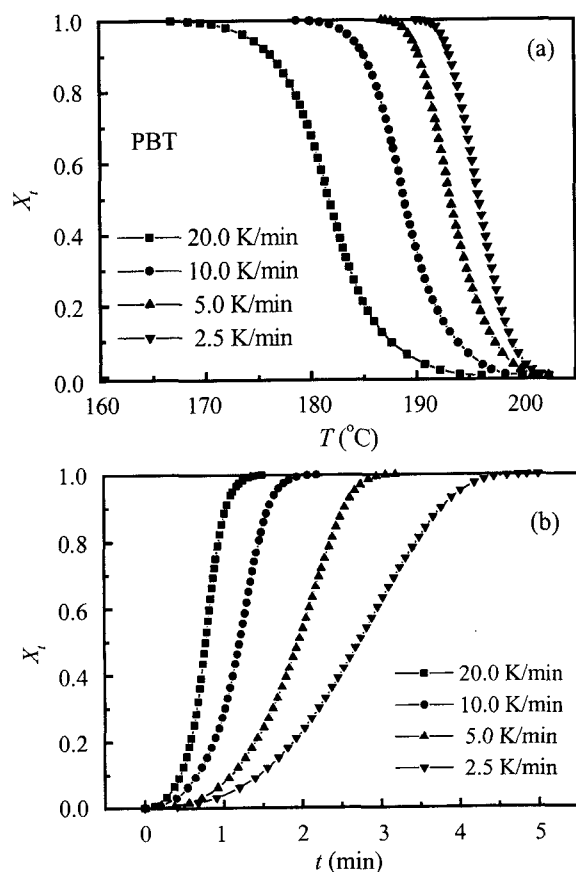 (a)
1.0
0.8
0.6
0.4
0.2
0.0
X_t
PBT
20.0 K/min
10.0 K/min
5.0 K/min
2.5 K/min
160 170 180 190 200
T (°C)
(b)
1.0
0.8
0.6
0.4
0.2
0.0
X_t
20.0 K/min
10.0 K/min
5.0 K/min
2.5 K/min
0 1 2 3 4 5
t (min)